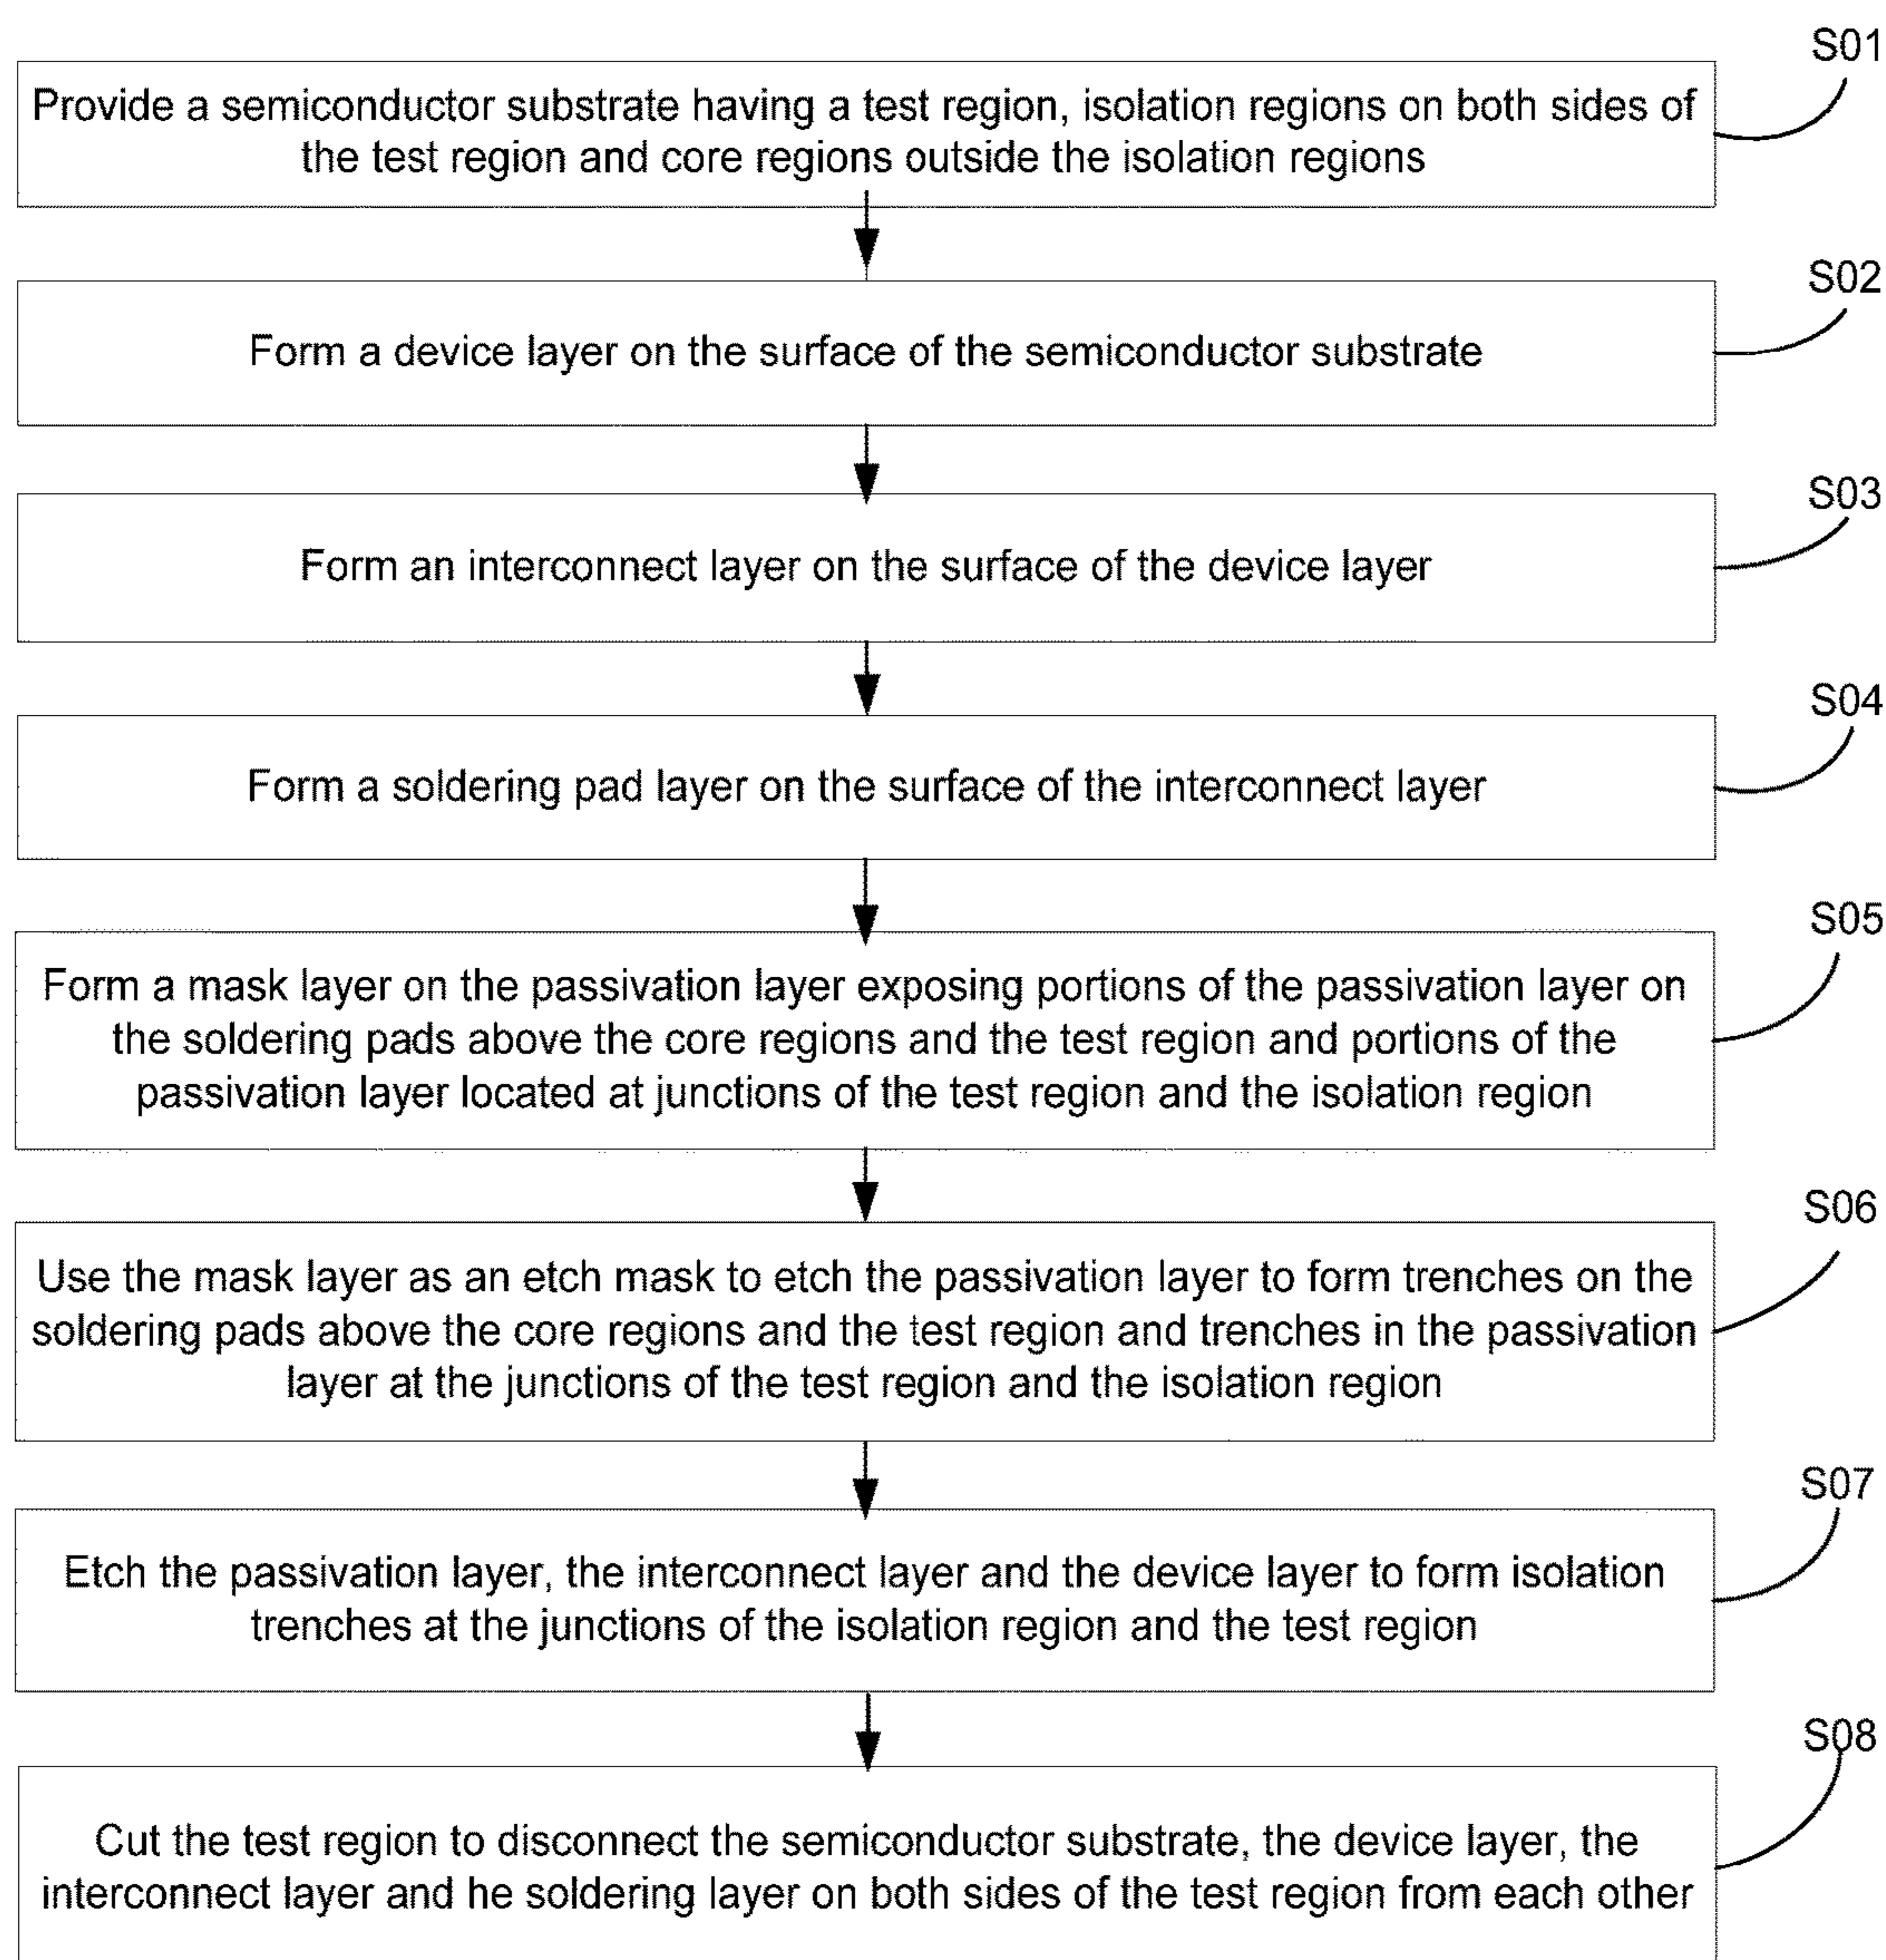 S01
Provide a semiconductor substrate having a test region, isolation regions on both sides of
the test region and core regions outside the isolation regions
S02
Form a device layer on the surface of the semiconductor substrate
S03
Form an interconnect layer on the surface of the device layer
S04
Form a soldering pad layer on the surface of the interconnect layer
S05
Form a mask layer on the passivation layer exposing portions of the passivation layer on
the soldering pads above the core regions and the test region and portions of the
passivation layer located at junctions of the test region and the isolation region
S06
Use the mask layer as an etch mask to etch the passivation layer to form trenches on the
soldering pads above the core regions and the test region and trenches in the passivation
layer at the junctions of the test region and the isolation region
S07
Etch the passivation layer, the interconnect layer and the device layer to form isolation
trenches at the junctions of the isolation region and the test region
S08
Cut the test region to disconnect the semiconductor substrate, the device layer, the
interconnect layer and he soldering layer on both sides of the test region from each other